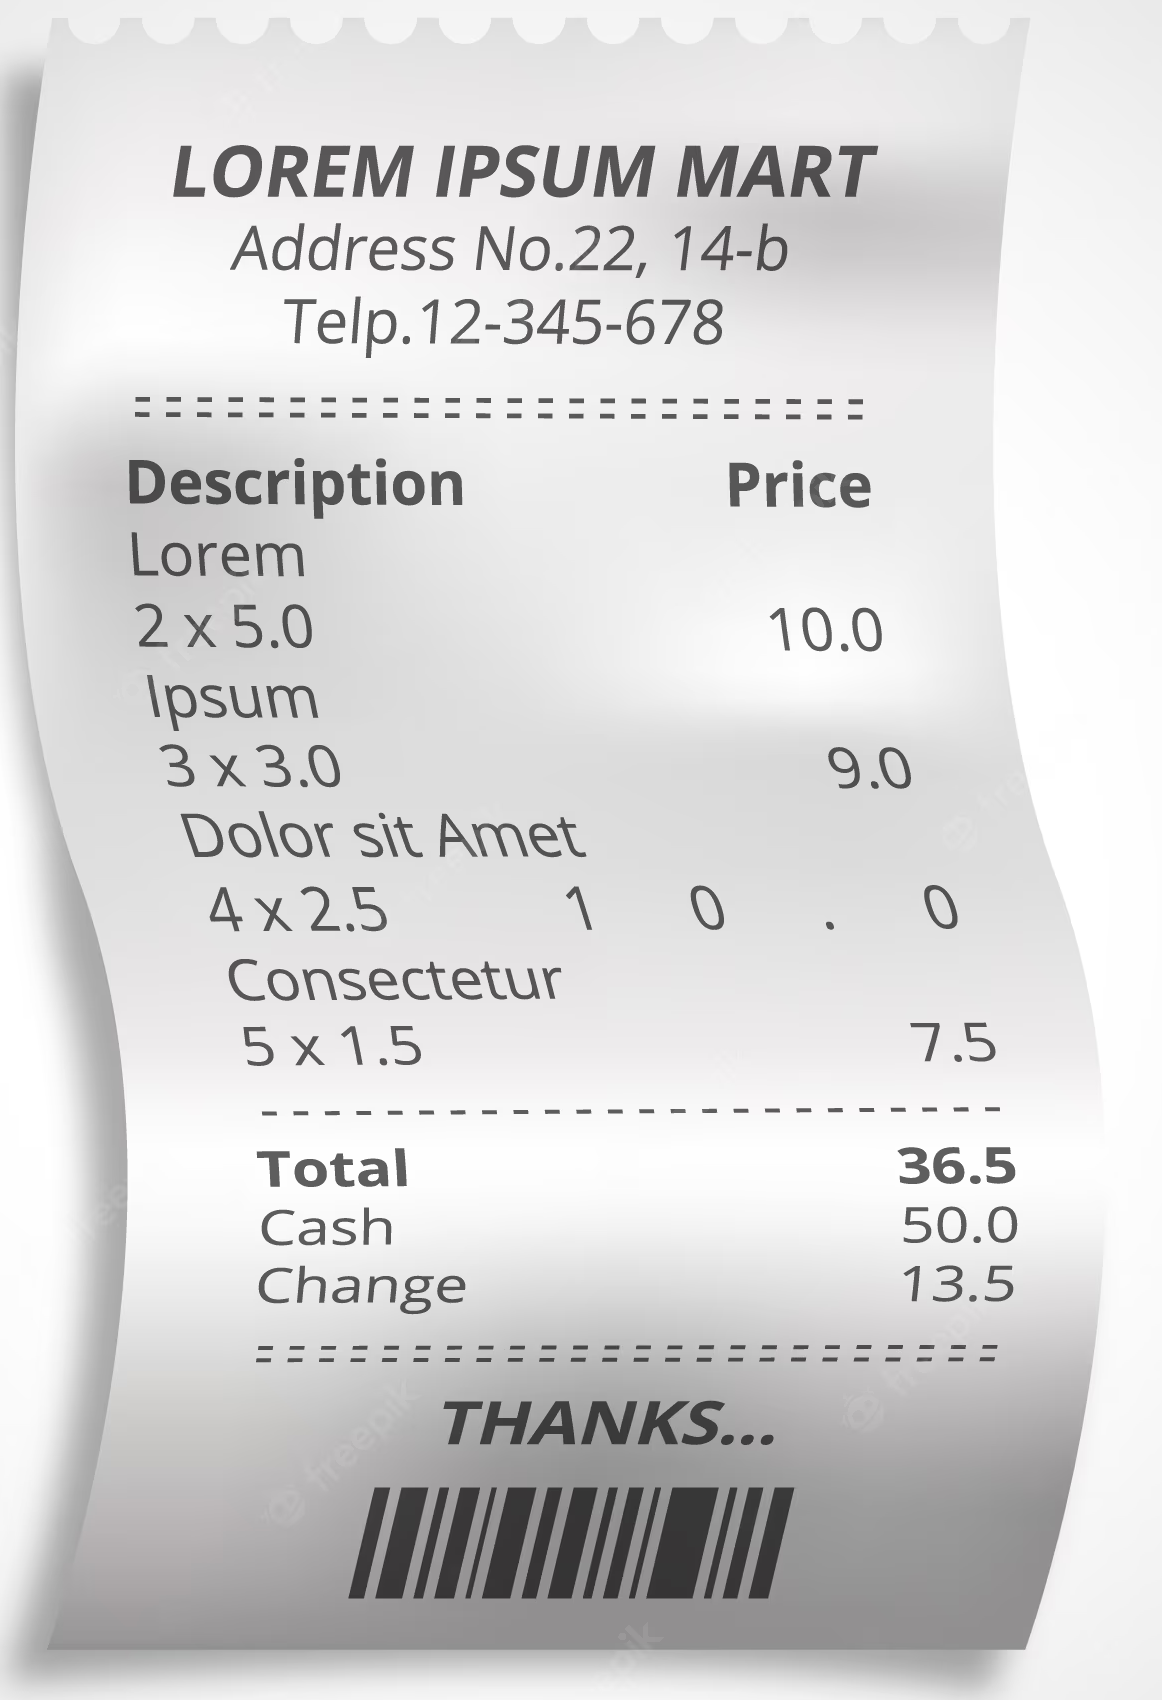 LOREM IPSUM MART
Address No.22, 14-b
Telp.12-345-678
========================
Description Price
Lorem
2 x 5.0 10.0
Ipsum
3 x 3.0 9.0
Dolor sit Amet
4 x 2.5 1 0 . 0
Consectetur
5 x 1.5 7.5
------------------------
Total 36.5
Cash 50.0
Change 13.5
========================
THANKS...
freepik